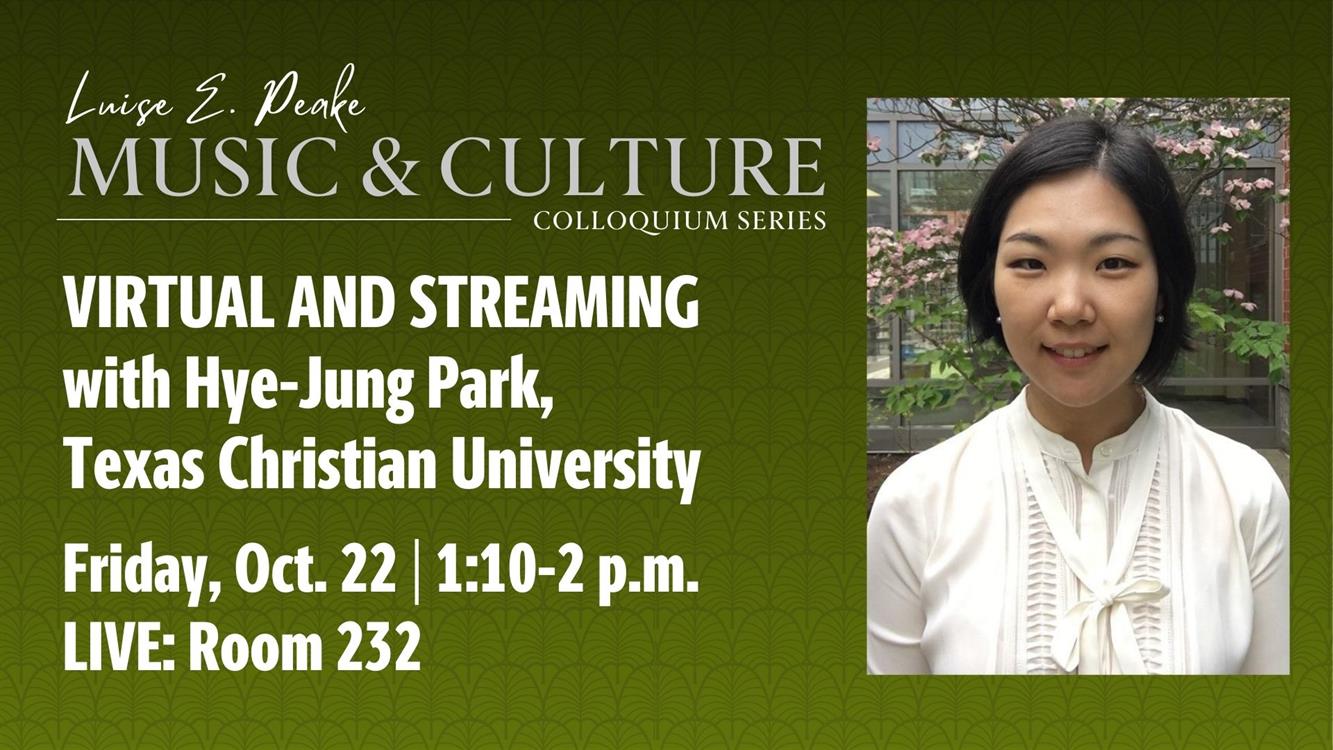 Luise E. Peake
MUSIC & CULTURE
COLLOQUIUM SERIES
VIRTUAL AND STREAMING
with Hye-Jung Park,
Texas Christian University
Friday, Oct. 22 | 1:10-2 p.m.
LIVE: Room 232